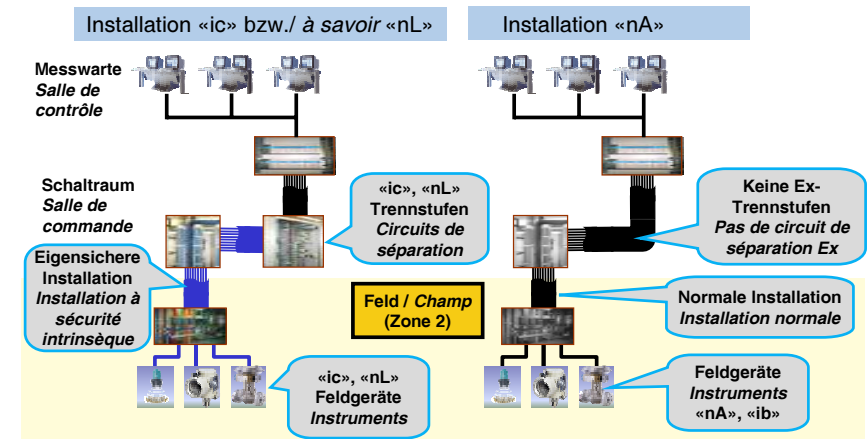 Installation «ic» bzw./ à savoir «nL»
Installation «nA»
Messwarte
Salle de
contrôle
Schaltraum
Salle de
commande
«ic», «nL»
Trennstufen
Circuits de
séparation
Keine Ex-
Trennstufen
Pas de circuit de
séparation Ex
Eigensichere
Installation
Installation à
sécurité
intrinsèque
Feld / Champ
(Zone 2)
Normale Installation
Installation normale
«ic», «nL»
Feldgeräte
Instruments
Feldgeräte
Instruments
«nA», «ib»